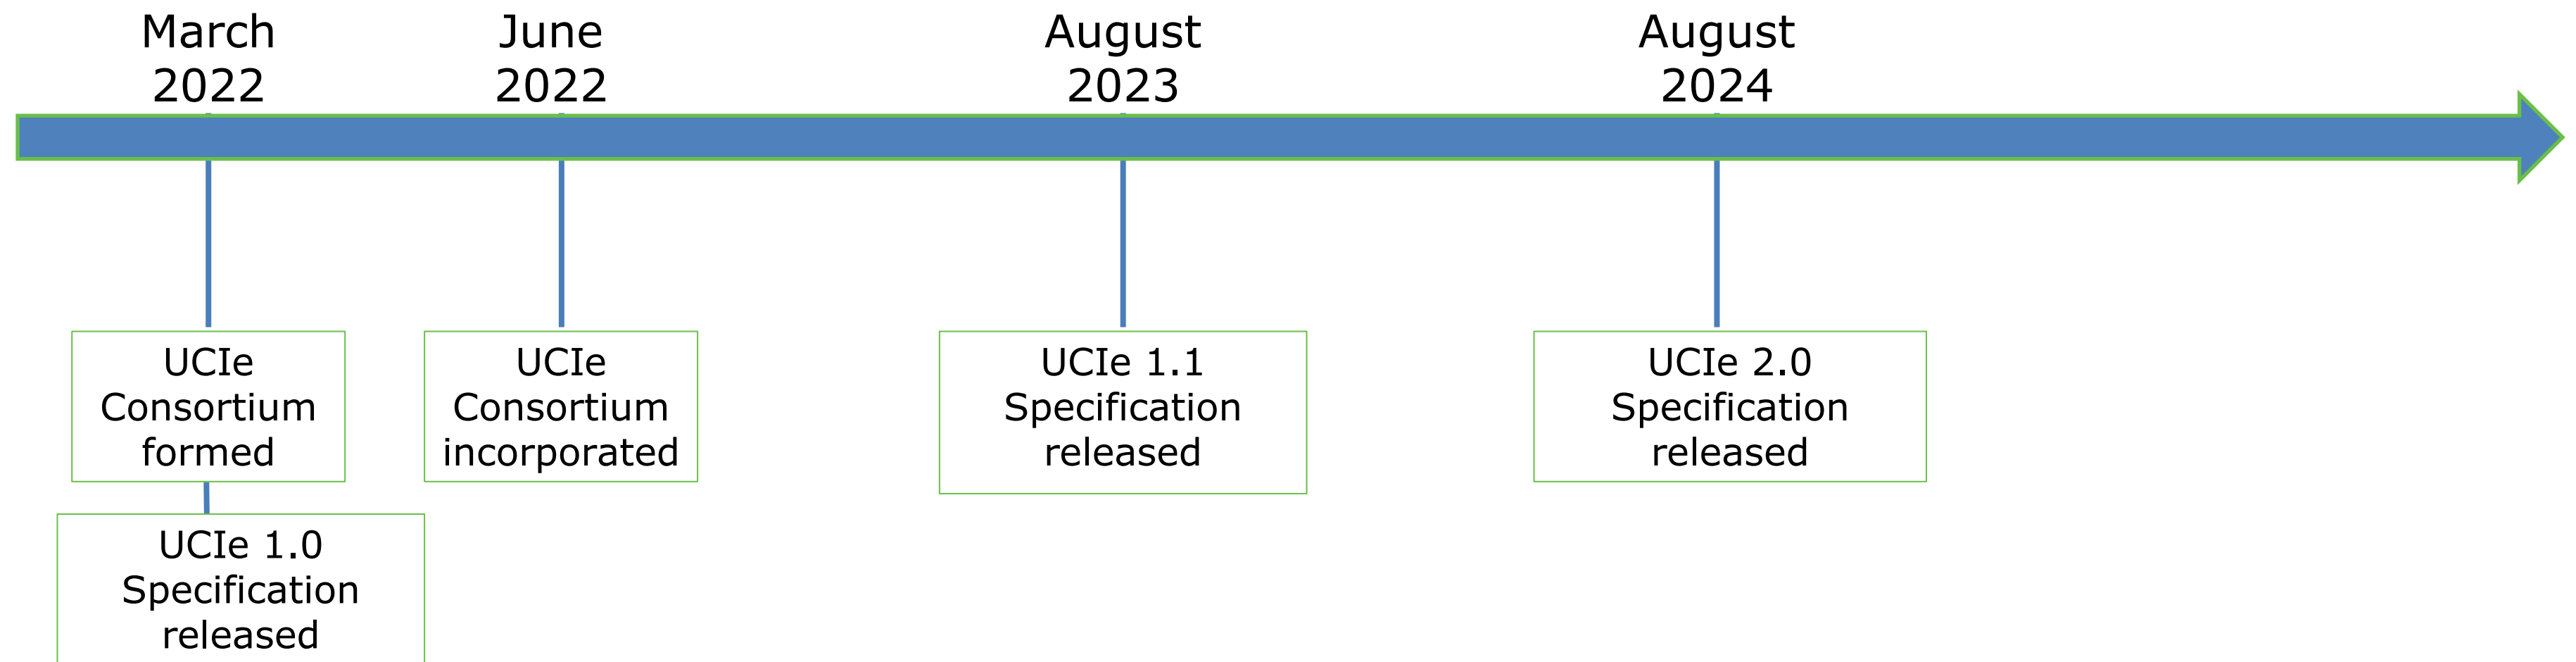 March
2022
June
2022
August
2023
August
2024
UCIe
Consortium
formed
UCIe
Consortium
incorporated
UCIe 1.1
Specification
released
UCIe 2.0
Specification
released
UCIe 1.0
Specification
released